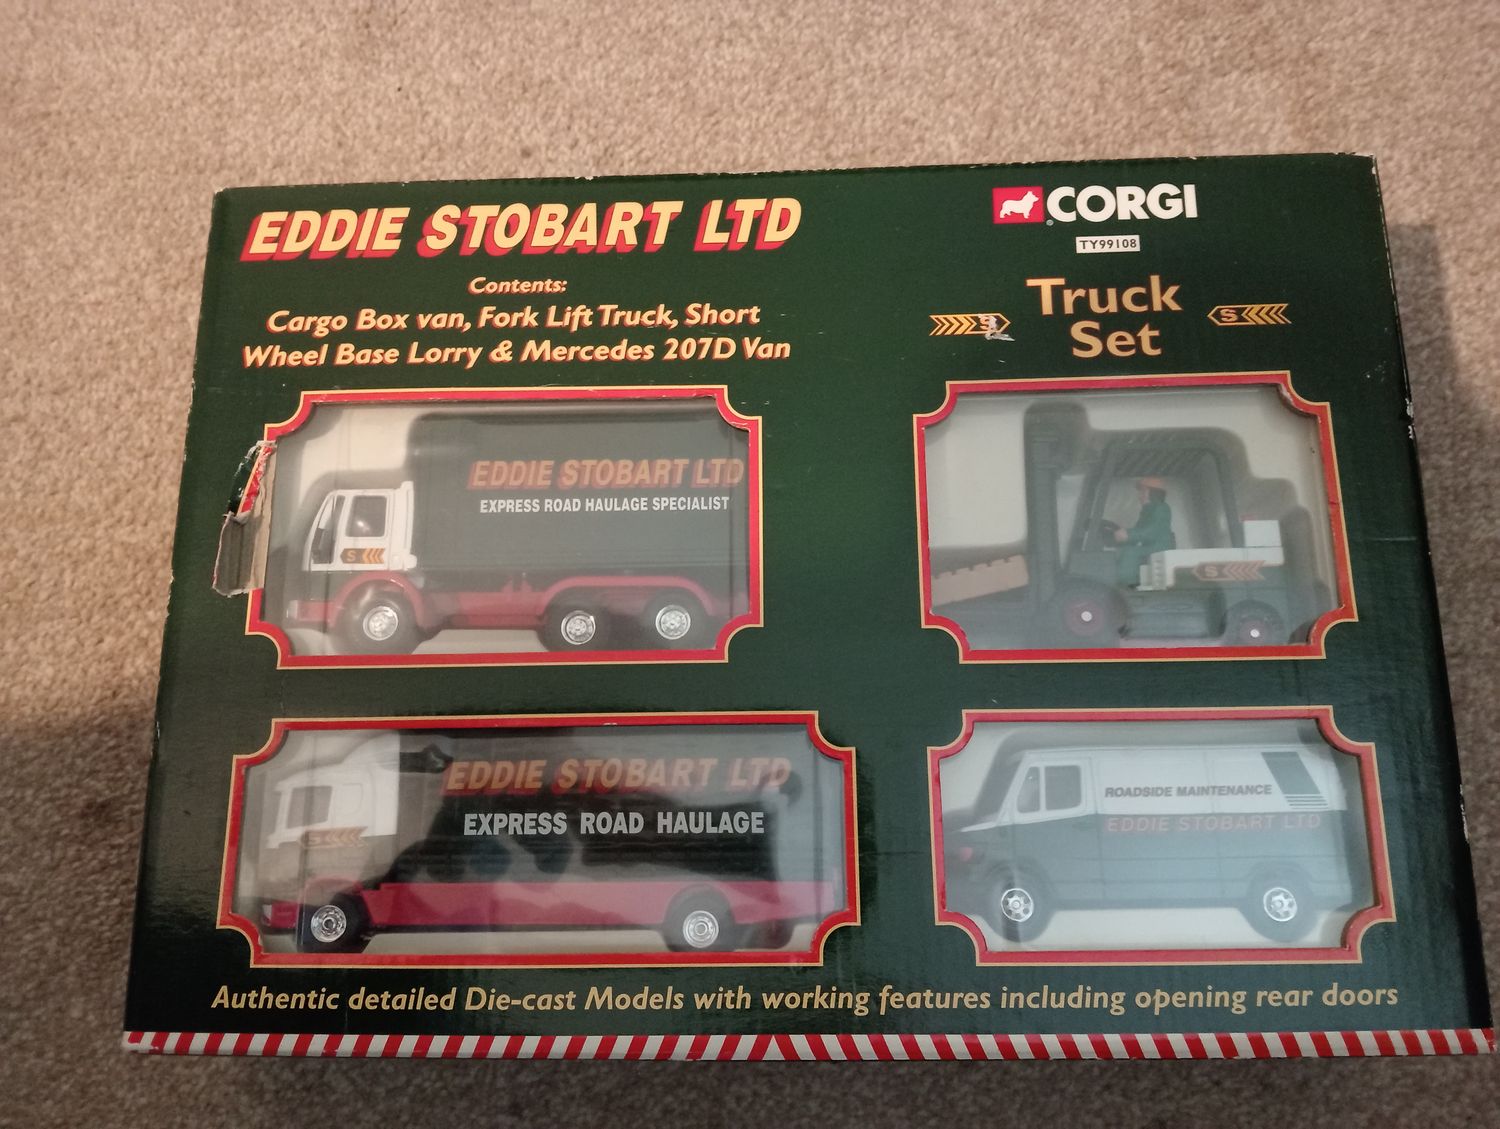 EDDIE STOBART LTD
CORGI
TY99108
Contents:
Cargo Box van, Fork Lift Truck, Short
Wheel Base Lorry & Mercedes 207D Van
Truck
Set
S
S
EDDIE STOBART LTD
EXPRESS ROAD HAULAGE SPECIALIST
S
S
EDDIE STOBART LTD
EXPRESS ROAD HAULAGE
S
ROADSIDE MAINTENANCE
EDDIE STOBART LTD
Authentic detailed Die-cast Models with working features including opening rear doors